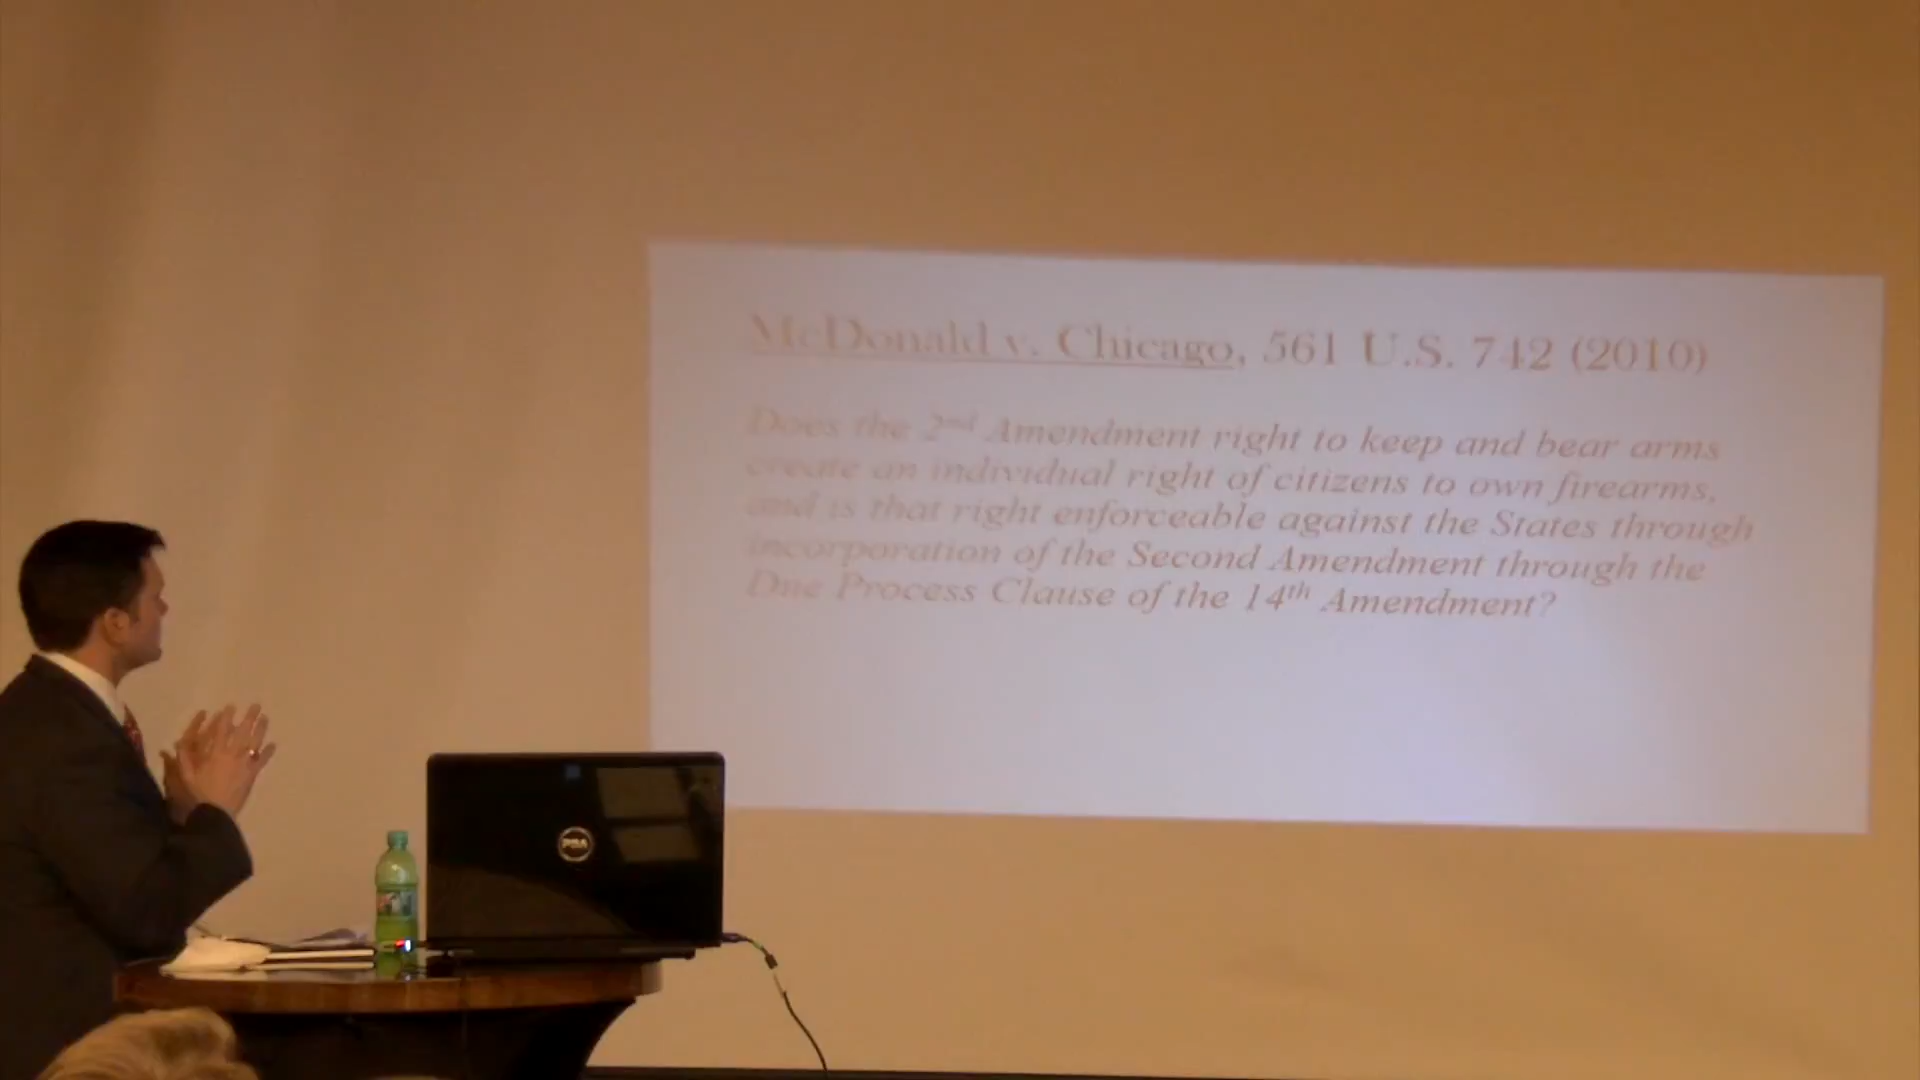 McDonald v. Chicago, 561 U.S. 742 (2010)
Does the 2nd Amendment right to keep and bear arms
create an individual right of citizens to own firearms,
and is that right enforceable against the States through
incorporation of the Second Amendment through the
Due Process Clause of the 14th Amendment?
DELL